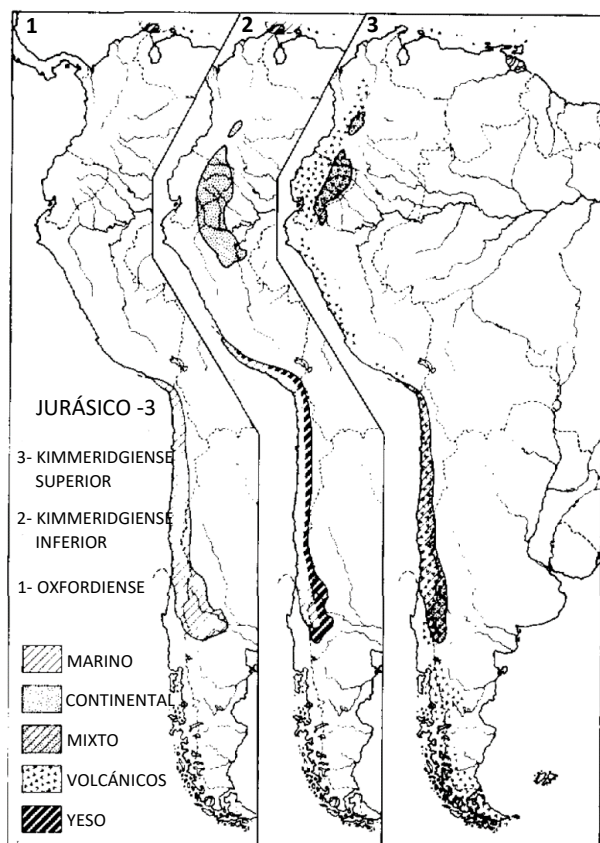 1
2
3
JURÁSICO -3
3- KIMMERIDGIENSE
SUPERIOR
2- KIMMERIDGIENSE
INFERIOR
1- OXFORDIENSE
MARINO
CONTINENTAL
MIXTO
VOLCÁNICOS
YESO